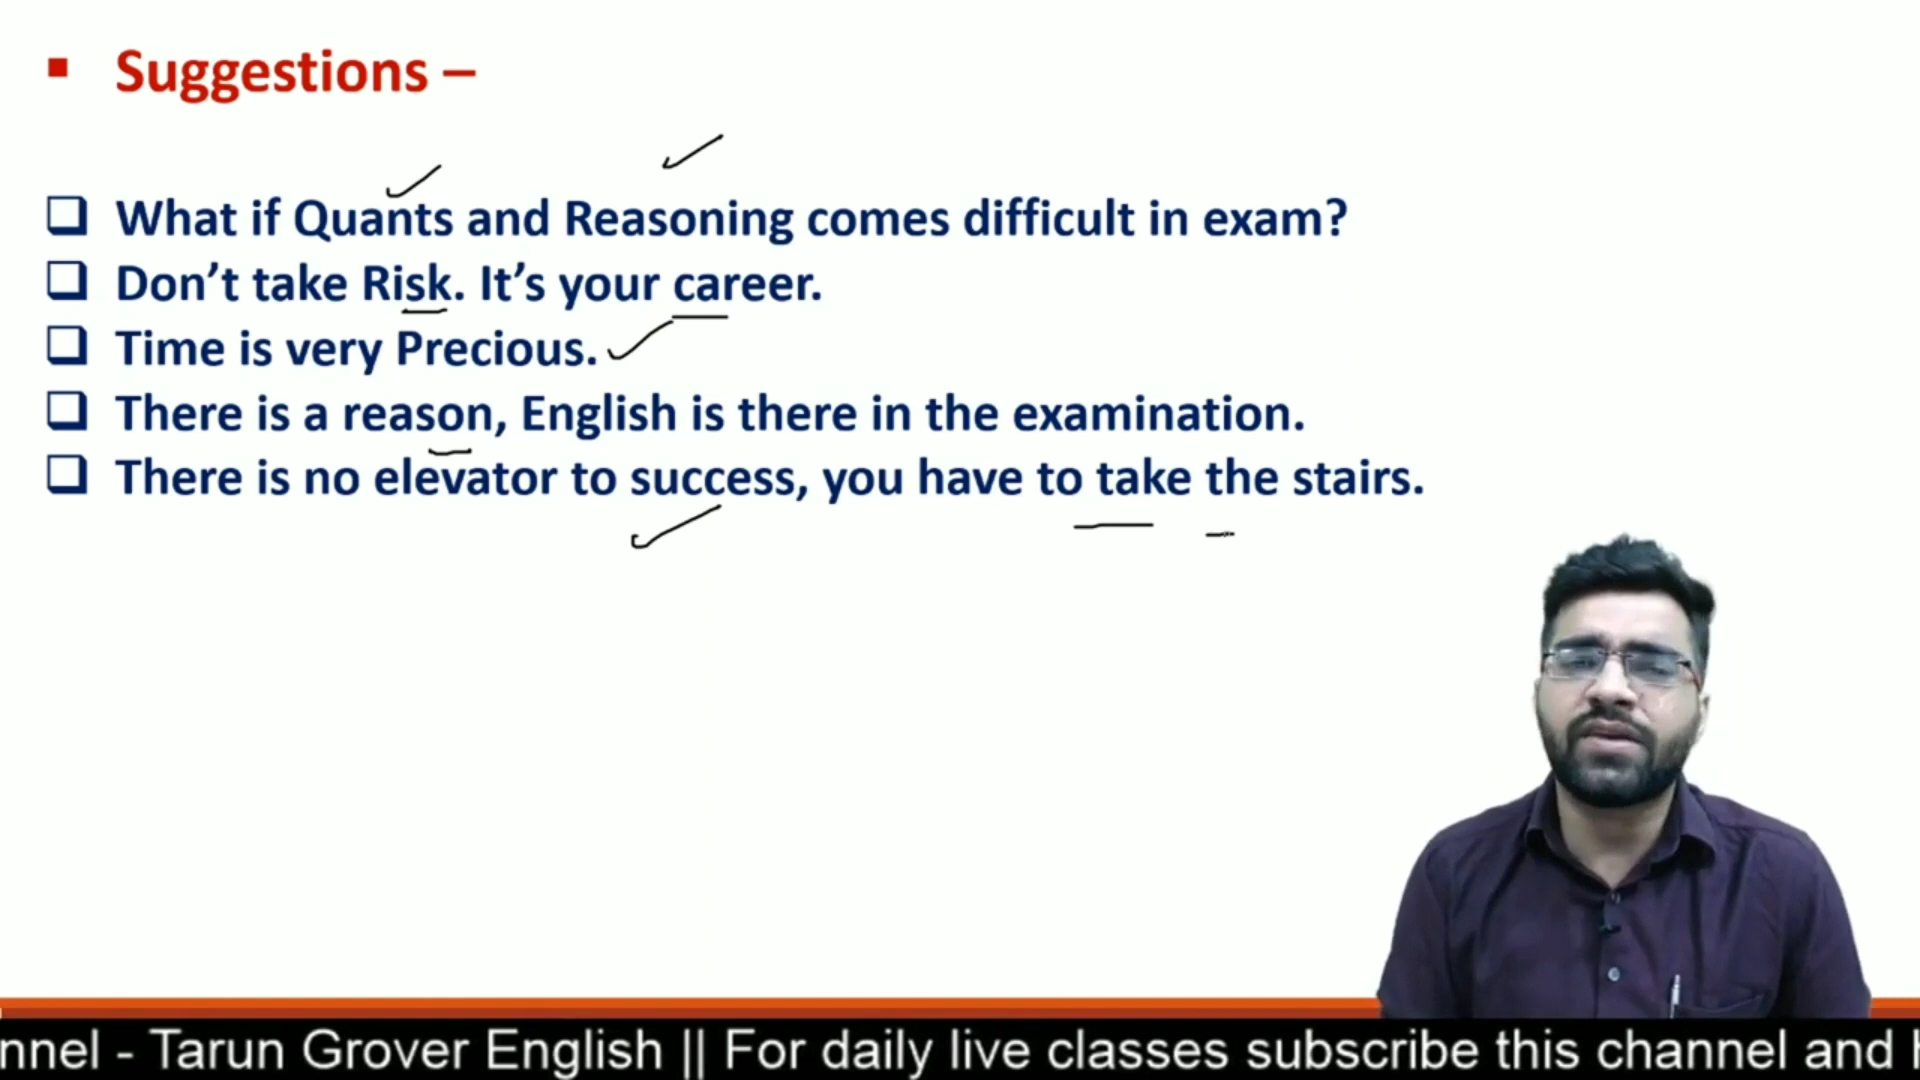 Suggestions –
What if Quants and Reasoning comes difficult in exam?
Don’t take Risk. It’s your career.
Time is very Precious.
There is a reason, English is there in the examination.
There is no elevator to success, you have to take the stairs.
nnel - Tarun Grover English || For daily live classes subscribe this channel and